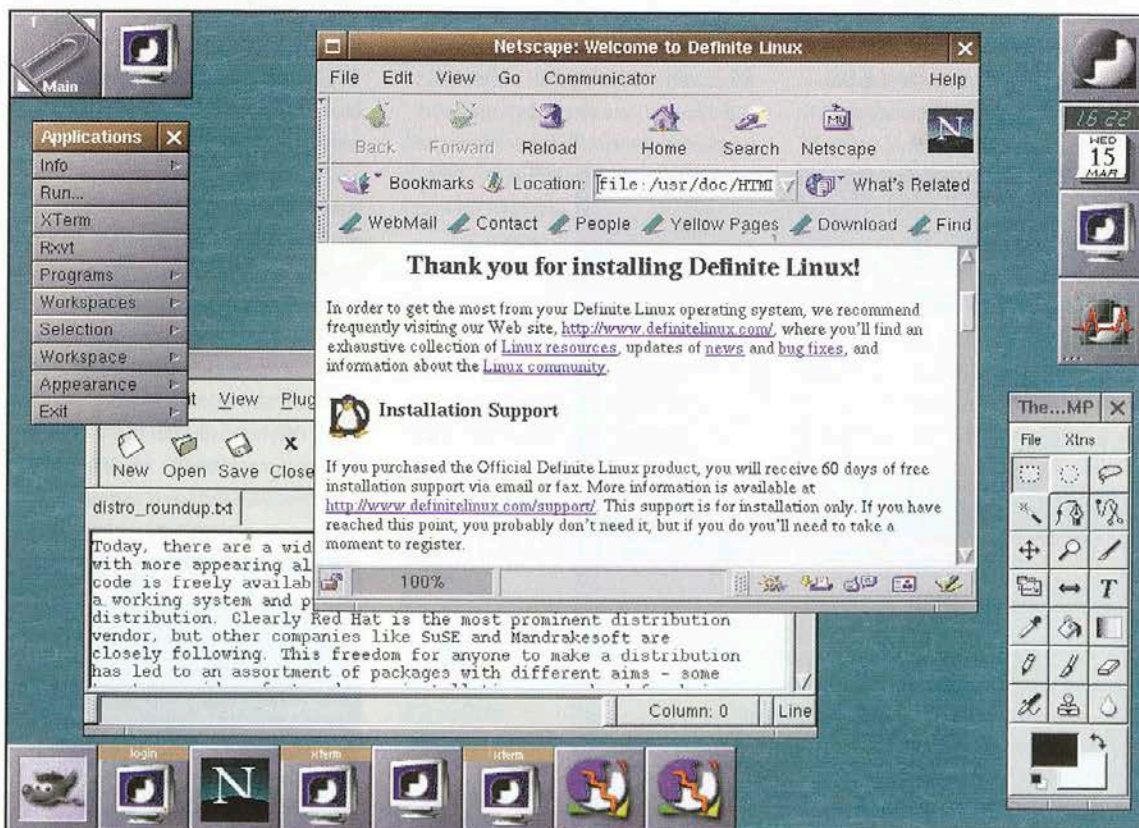 Main
Netscape: Welcome to Definite Linux
File Edit View Go Communicator Help
Back Forward Reload Home Search Netscape
My
N
Bookmarks Location: file:/usr/doc/HTMl What's Related
WebMail Contact People Yellow Pages Download Find
Thank you for installing Definite Linux!
In order to get the most from your Definite Linux operating system, we recommend
frequently visiting our Web site, http://www.definitelinux.com/, where you'll find an
exhaustive collection of Linux resources, updates of news and bug fixes, and
information about the Linux community.
Installation Support
If you purchased the Official Definite Linux product, you will receive 60 days of free
installation support via email or fax. More information is available at
http://www.definitelinux.com/support/. This support is for installation only. If you have
reached this point, you probably don't need it, but if you do you'll need to take a
moment to register.
100%
16:22
WED
15
MAR
Applications
Info
Run...
XTerm
Rxvt
Programs
Workspaces
Selection
Workspace
Appearance
Exit
View Plug
New Open Save Close
distro_roundup.txt
Today, there are a wid
with more appearing al
code is freely availab
a working system and p
distribution. Clearly Red Hat is the most prominent distribution
vendor, but other companies like SuSE and Mandrakesoft are
closely following. This freedom for anyone to make a distribution
has led to an assortment of packages with different aims - some
Column: 0 Line
The...MP
File Xtns
T
login
N
xterm
xterm